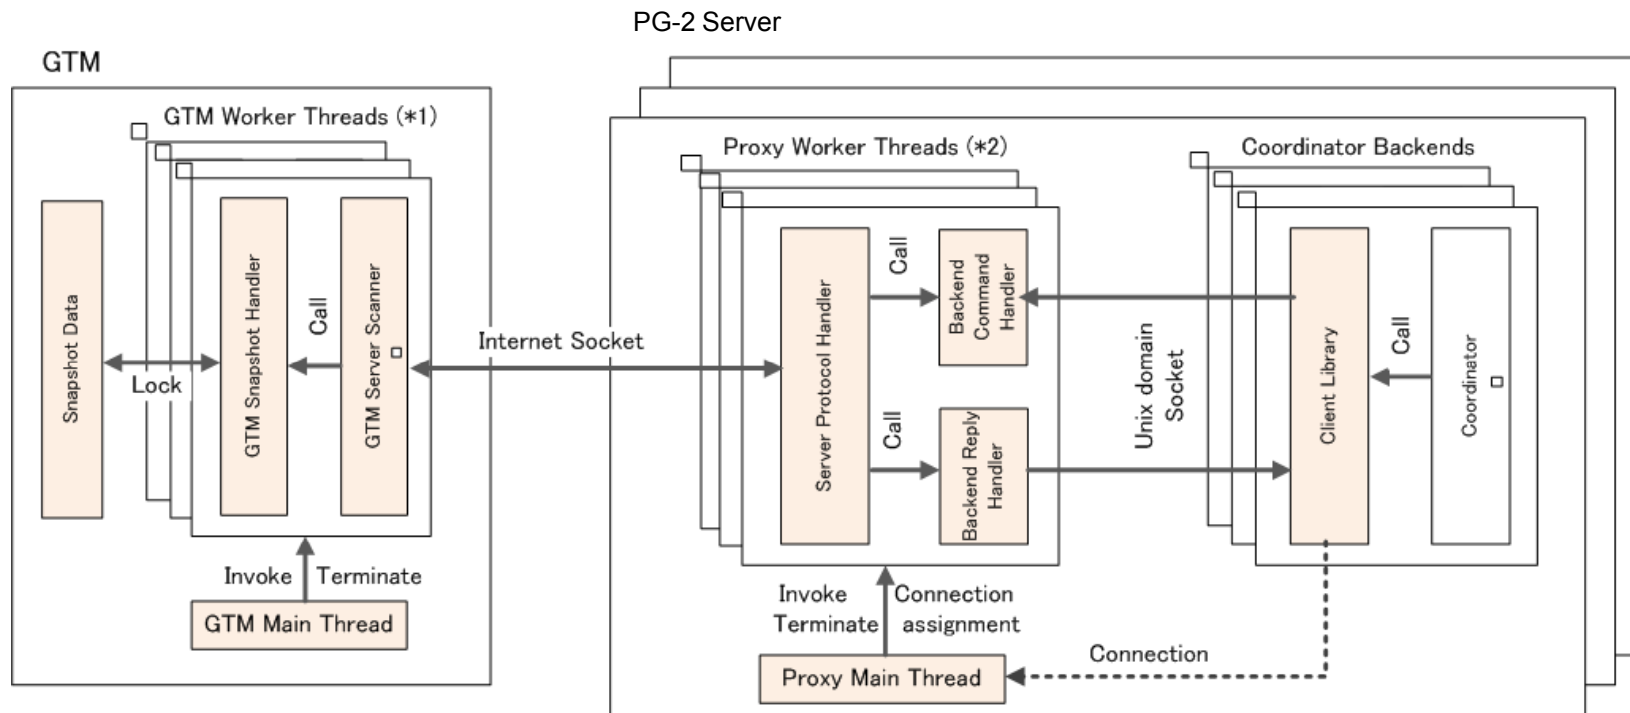 PG-2 Server
GTM
GTM Worker Threads (*1)
Snapshot Data
Lock
GTM Snapshot Handler
Call
GTM Server Scanner
Invoke
Terminate
GTM Main Thread
Internet Socket
Proxy Worker Threads (*2)
Server Protocol Handler
Call
Backend
Command
Handler
Call
Backend Reply
Handler
Invoke
Terminate
Connection
assignment
Proxy Main Thread
Unix domain
Socket
Coordinator Backends
Client Library
Call
Coordinator
Connection